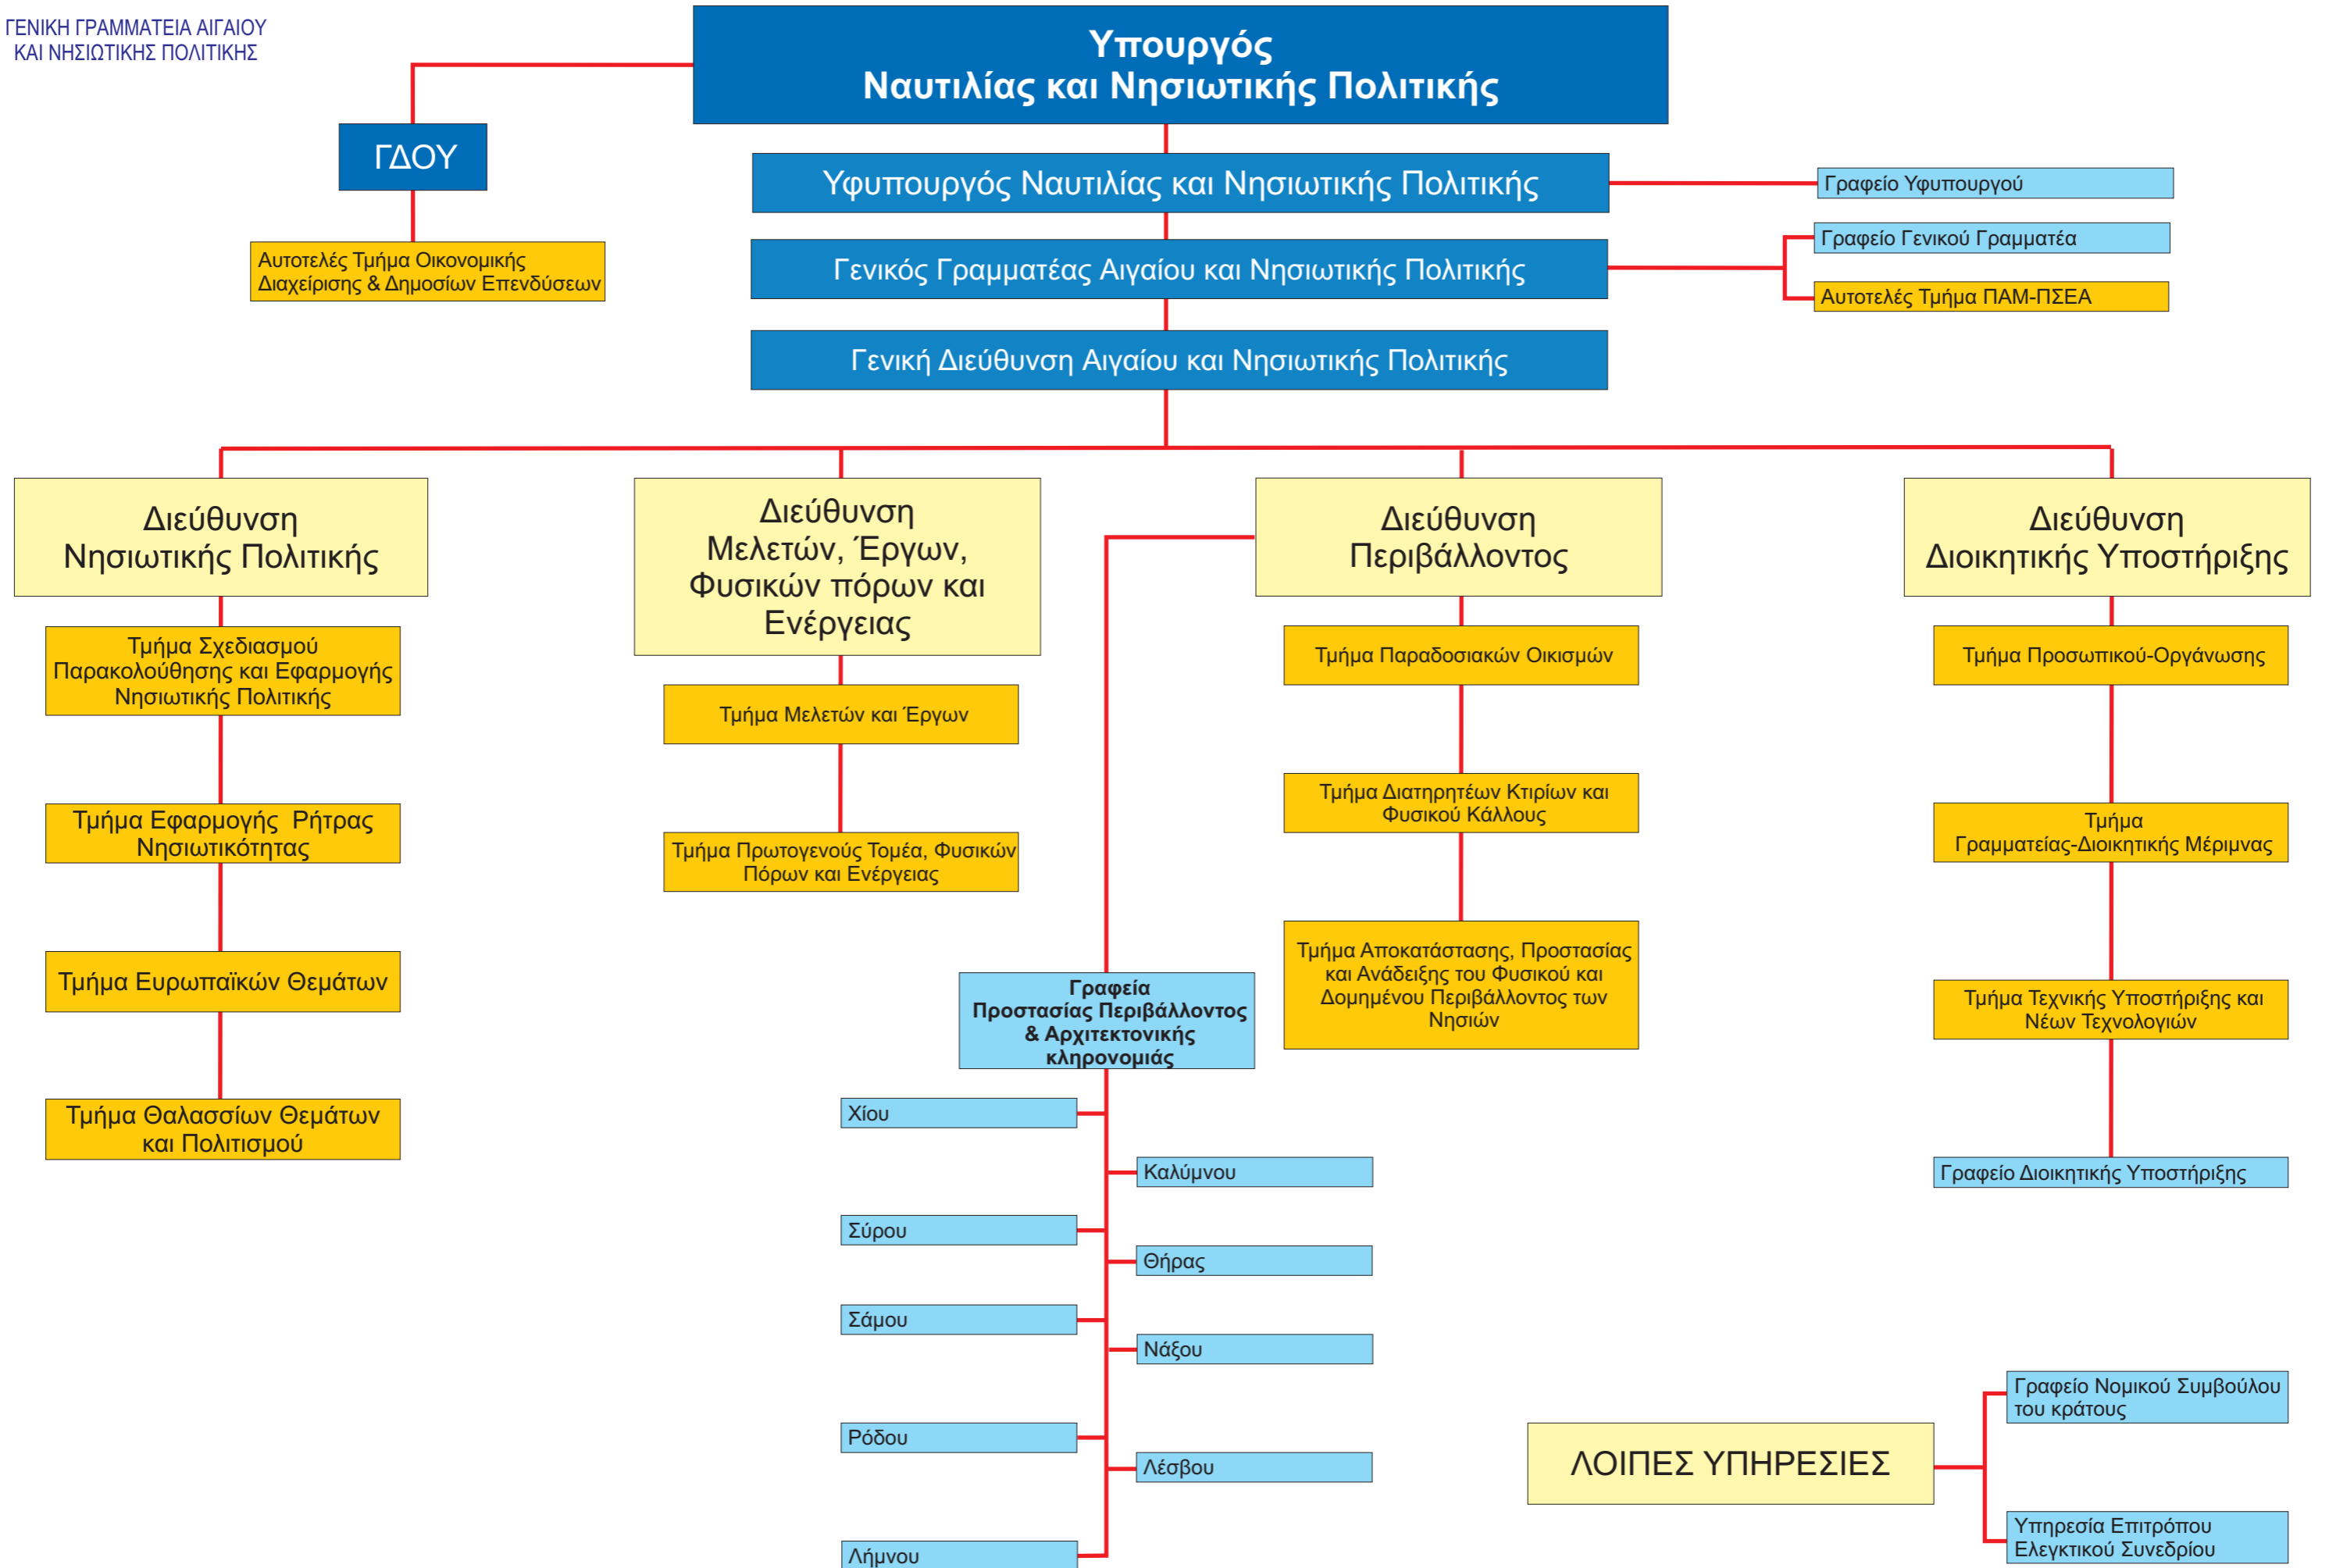 ΓΕΝΙΚΗ ΓΡΑΜΜΑΤΕΙΑ ΑΙΓΑΙΟΥ
ΚΑΙ ΝΗΣΙΩΤΙΚΗΣ ΠΟΛΙΤΙΚΗΣ
Υπουργός
Ναυτιλίας και Νησιωτικής Πολιτικής
ΓΔΟΥ
Υφυπουργός Ναυτιλίας και Νησιωτικής Πολιτικής
Γραφείο Υφυπουργού
Αυτοτελές Τμήμα Οικονομικής
Διαχείρισης & Δημοσίων Επενδύσεων
Γενικός Γραμματέας Αιγαίου και Νησιωτικής Πολιτικής
Γραφείο Γενικού Γραμματέα
Αυτοτελές Τμήμα ΠΑΜ-ΠΣΕΑ
Γενική Διεύθυνση Αιγαίου και Νησιωτικής Πολιτικής
Διεύθυνση
Νησιωτικής Πολιτικής
Τμήμα Σχεδιασμού
Παρακολούθησης και Εφαρμογής
Νησιωτικής Πολιτικής
Τμήμα Εφαρμογής Ρήτρας
Νησιωτικότητας
Τμήμα Ευρωπαϊκών Θεμάτων
Τμήμα Θαλασσίων Θεμάτων
και Πολιτισμού
Διεύθυνση
Μελετών, Έργων,
Φυσικών πόρων και
Ενέργειας
Τμήμα Μελετών και Έργων
Τμήμα Πρωτογενούς Τομέα, Φυσικών
Πόρων και Ενέργειας
Διεύθυνση
Περιβάλλοντος
Τμήμα Παραδοσιακών Οικισμών
Τμήμα Διατηρητέων Κτιρίων και
Φυσικού Κάλλους
Τμήμα Αποκατάστασης, Προστασίας
και Ανάδειξης του Φυσικού και
Δομημένου Περιβάλλοντος των
Νησιών
Γραφεία
Προστασίας Περιβάλλοντος
& Αρχιτεκτονικής
κληρονομιάς
Χίου
Καλύμνου
Σύρου
Θήρας
Σάμου
Νάξου
Ρόδου
Λέσβου
Λήμνου
Διεύθυνση
Διοικητικής Υποστήριξης
Τμήμα Προσωπικού-Οργάνωσης
Τμήμα
Γραμματείας-Διοικητικής Μέριμνας
Τμήμα Τεχνικής Υποστήριξης και
Νέων Τεχνολογιών
Γραφείο Διοικητικής Υποστήριξης
ΛΟΙΠΕΣ ΥΠΗΡΕΣΙΕΣ
Γραφείο Νομικού Συμβούλου
του κράτους
Υπηρεσία Επιτρόπου
Ελεγκτικού Συνεδρίου